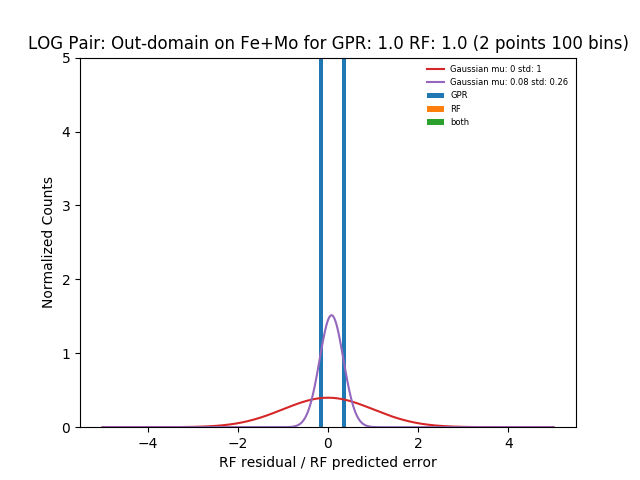 LOG Pair: Out-domain on Fe+Mo for GPR: 1.0 RF: 1.0 (2 points 100 bins)
Gaussian mu: 0 std: 1
Gaussian mu: 0.08 std: 0.26
GPR
RF
both
Normalized Counts
5
4
3
2
1
0
−4
−2
0
2
4
RF residual / RF predicted error